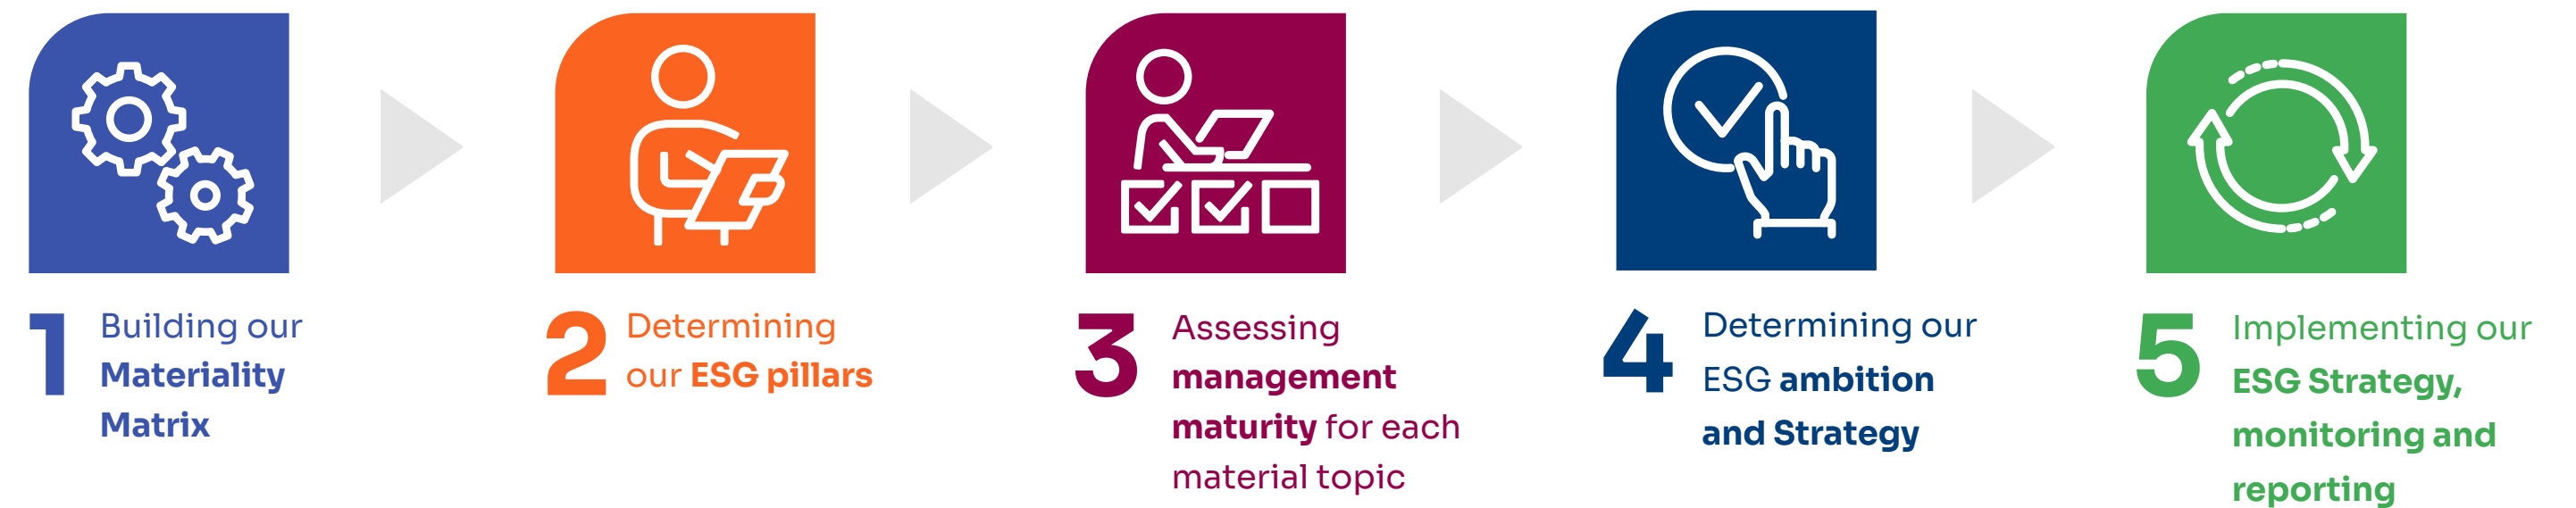 1
Building our
Materiality
Matrix
2
Determining
our ESG pillars
3
Assessing
management
maturity for each
material topic
4
Determining our
ESG ambition
and Strategy
5
Implementing our
ESG Strategy,
monitoring and
reporting